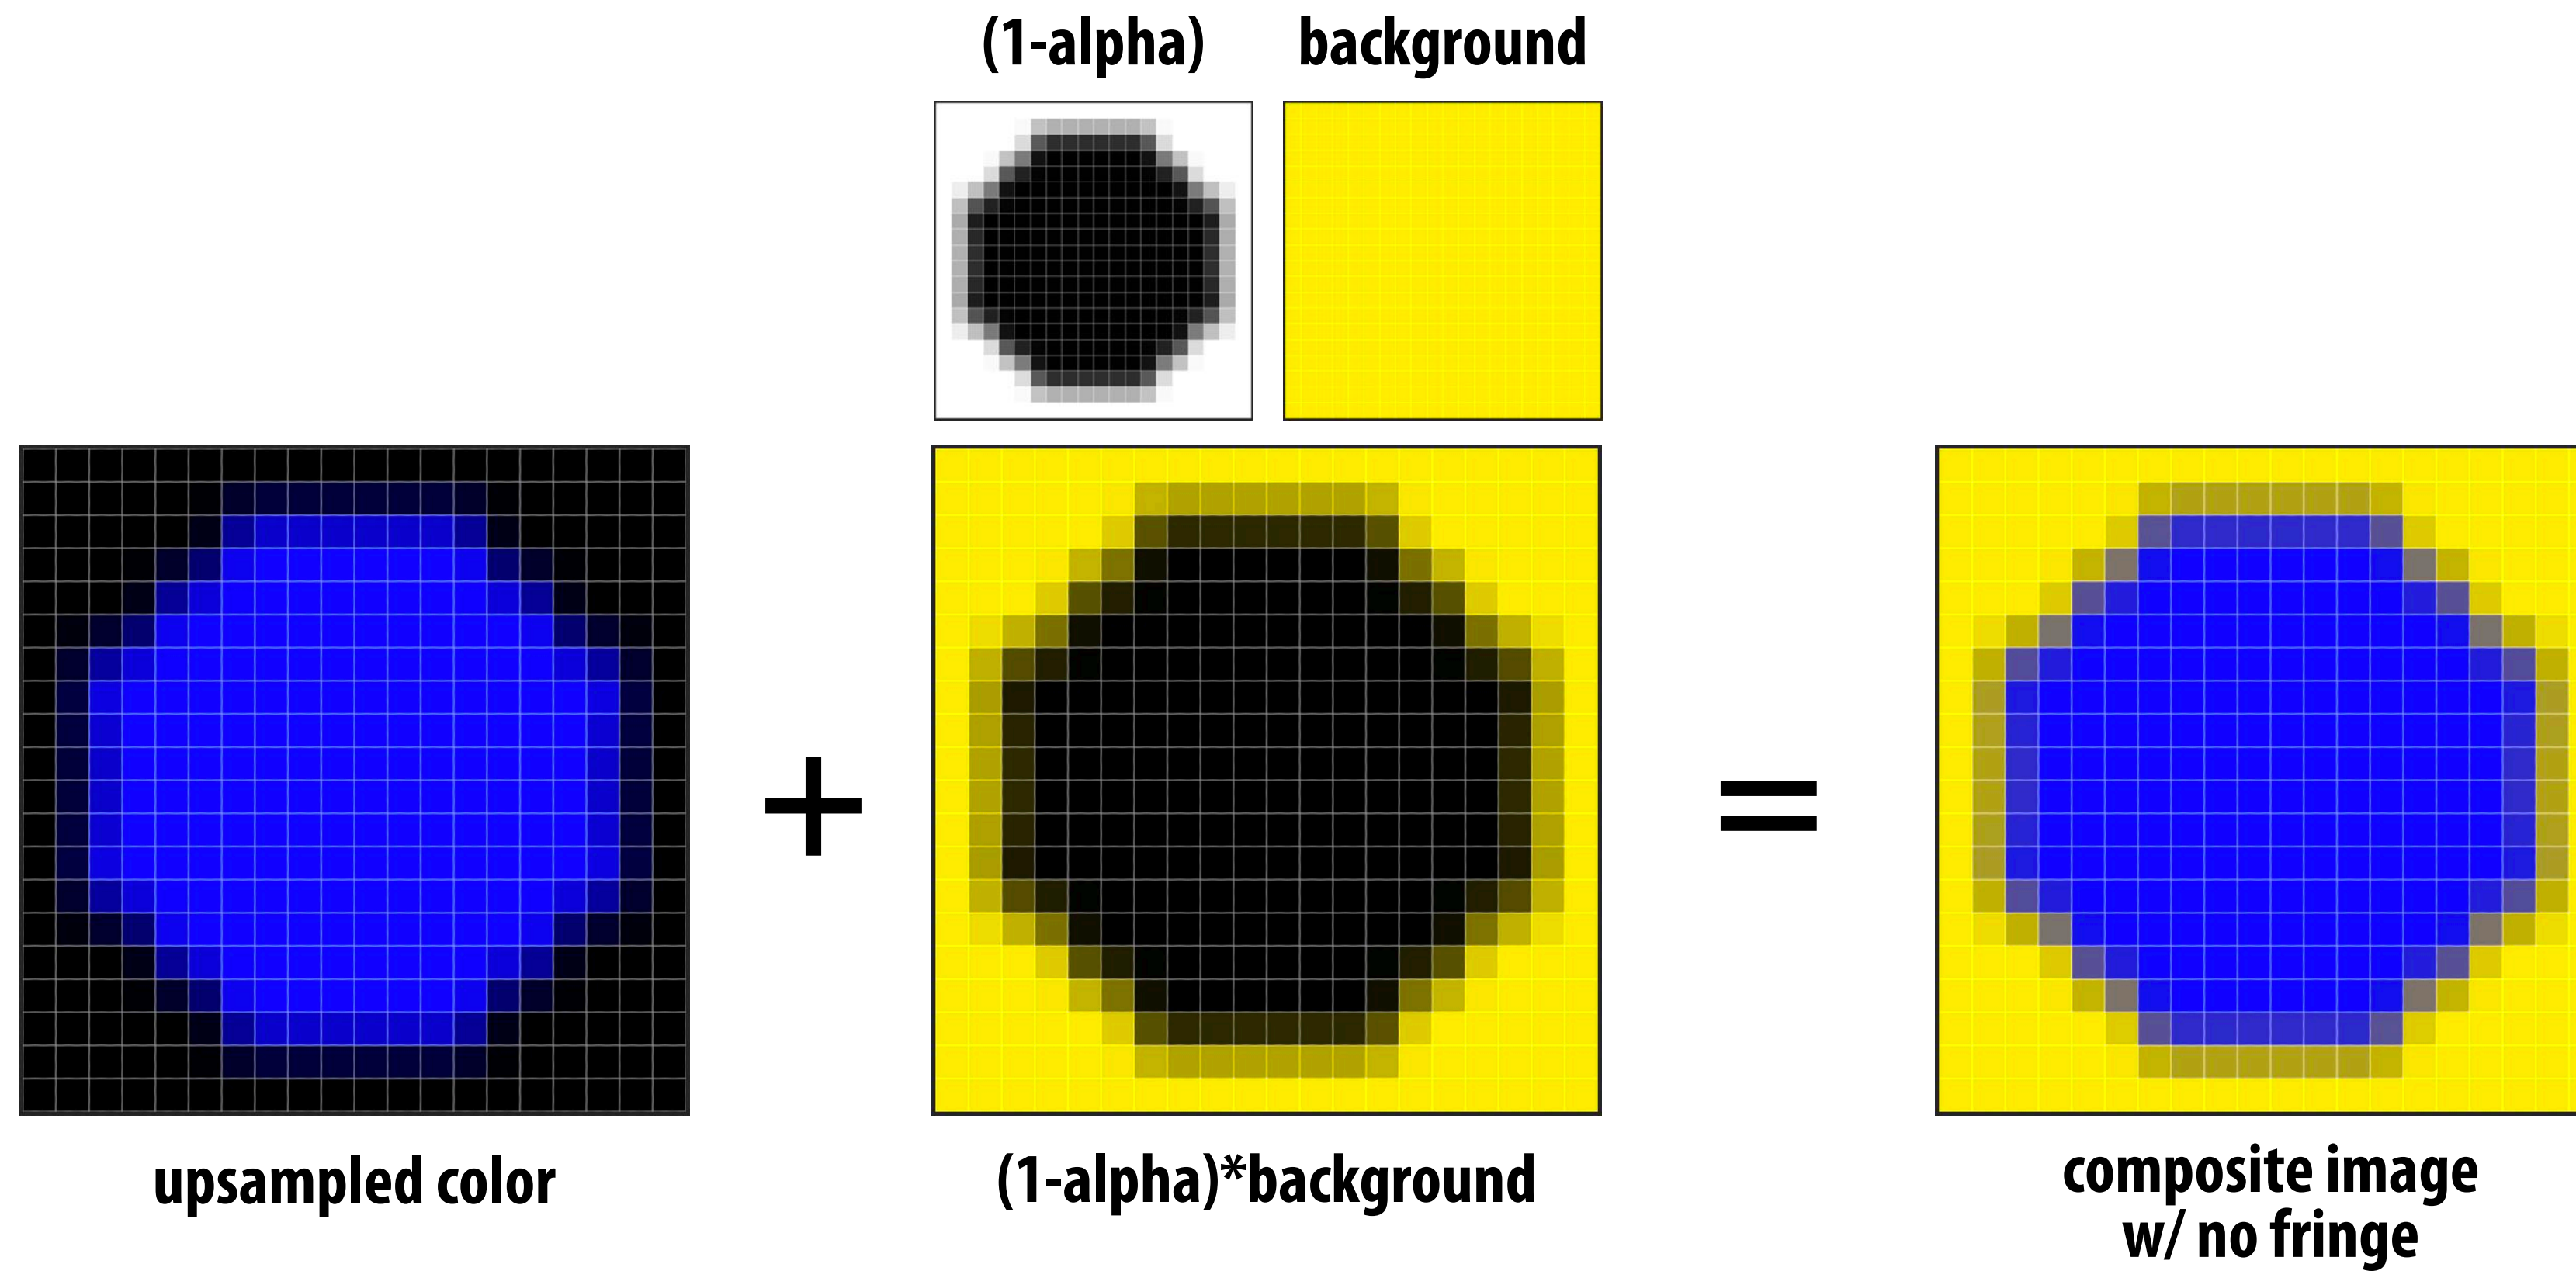 (1-alpha) background
+
=
upsampled color
(1-alpha)*background
composite image
w/ no fringe